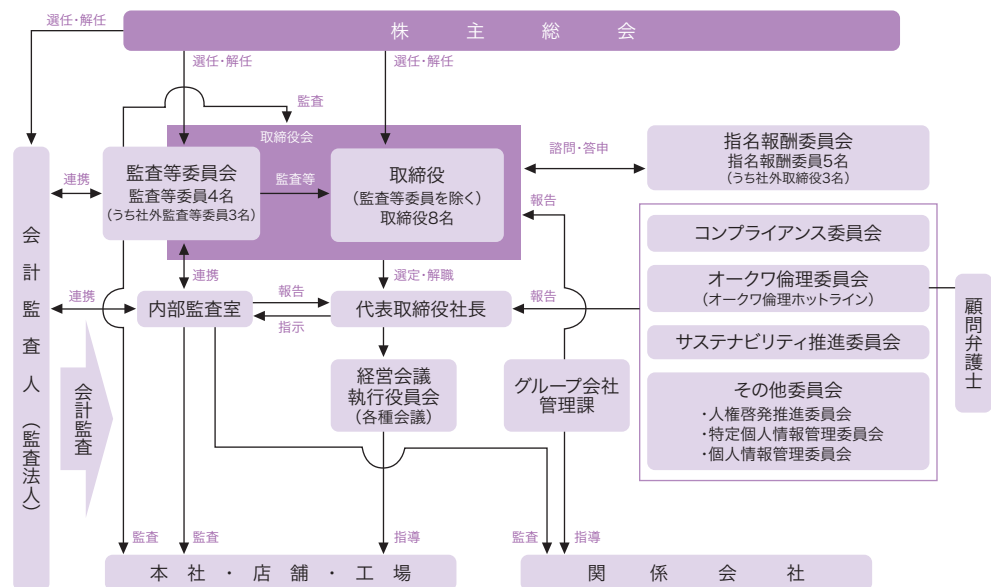 選任・解任
株主総会
選任・解任
選任・解任
監査
取締役会
監査等委員会
監査等委員4名
(うち社外監査等委員3名)
監査等
取締役
(監査等委員を除く)
取締役8名
諮問・答申
指名報酬委員会
指名報酬委員5名
(うち社外取締役3名)
連携
報告
会計監査人(監査法人)
コンプライアンス委員会
連携
選定・解職
オークワ倫理委員会
(オークワ倫理ホットライン)
連携
内部監査室
報告
指示
代表取締役社長
報告
顧問弁護士
サステナビリティ推進委員会
会計監査
経営会議
執行役員会
(各種会議)
グループ会社
管理課
その他委員会
・人権啓発推進委員会
・特定個人情報管理委員会
・個人情報管理委員会
監査
監査
指導
監査
指導
本社・店舗・工場
関係会社